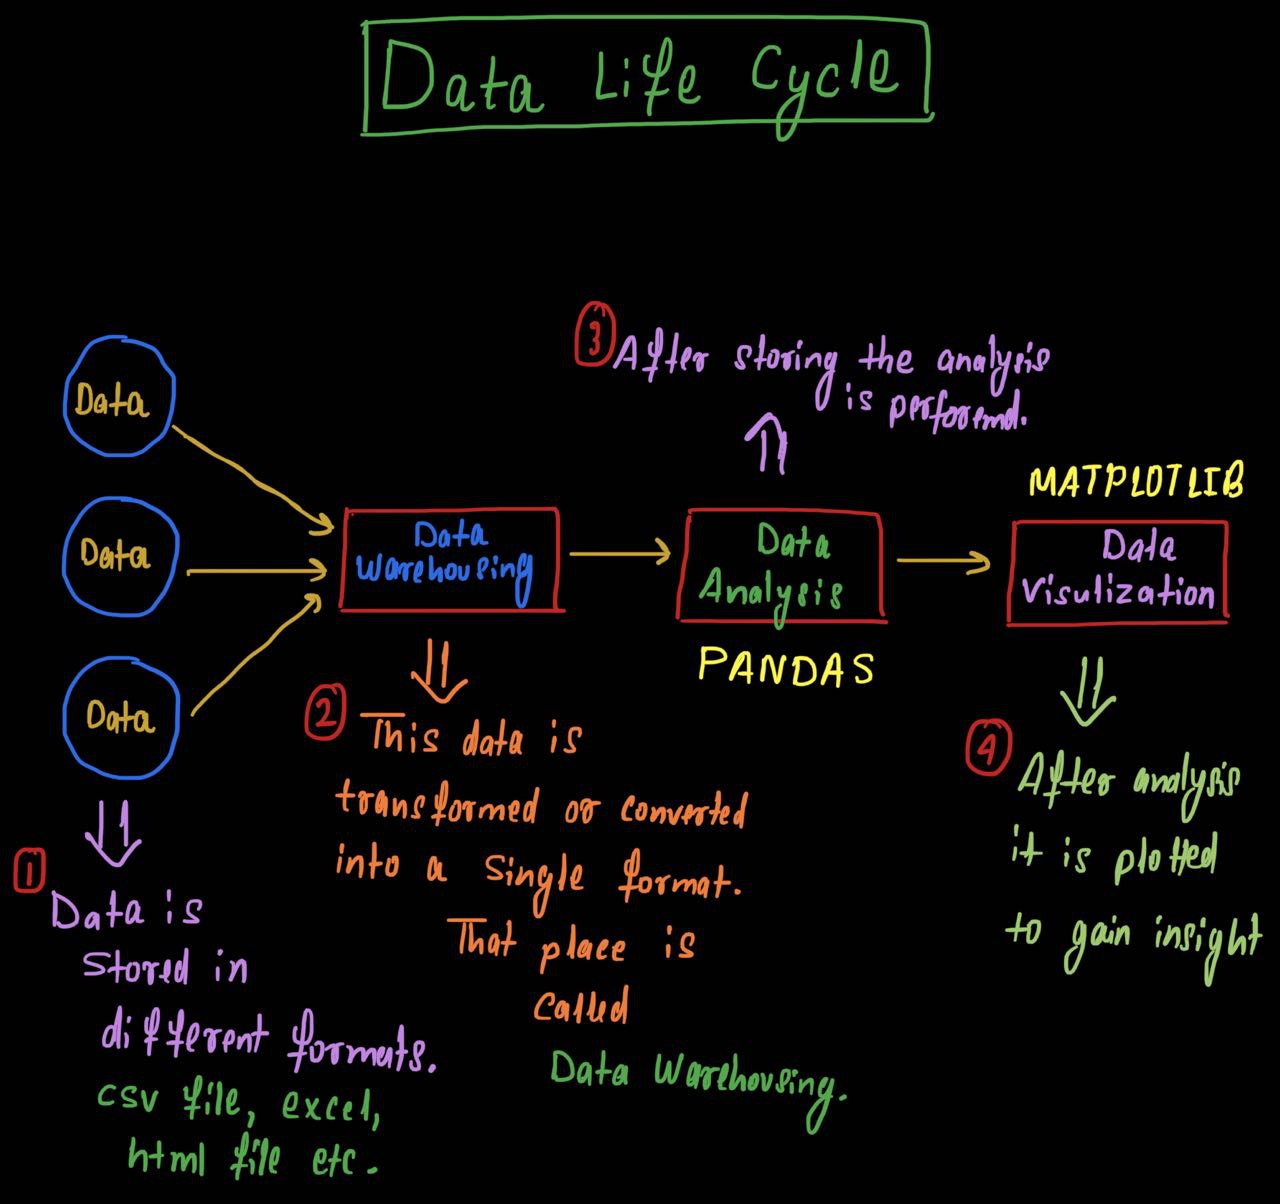 Data Life Cycle
3
After storing the analysis
is perforemd.
Data
Data
Data
Data
Warehousing
Data
Analysis
PANDAS
MATPLOTLIB
Data
Visulization
1
Data is
Stored in
different formats.
csv file, excel,
html file etc.
2
This data is
transformed or converted
into a single format.
That place is
called
Data Warehousing.
4
After analysis
it is plotted
to gain insight